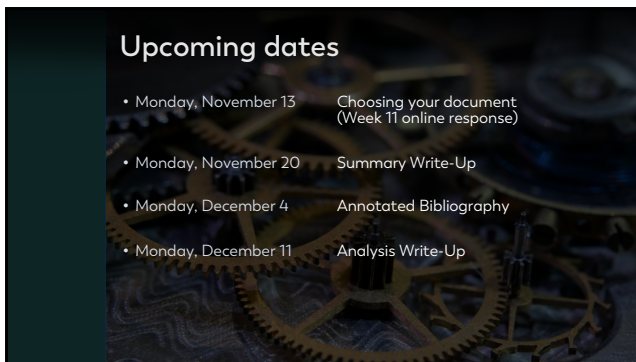 Upcoming dates
• Monday, November 13 Choosing your document
(Week 11 online response)
• Monday, November 20 Summary Write-Up
• Monday, December 4 Annotated Bibliography
• Monday, December 11 Analysis Write-Up